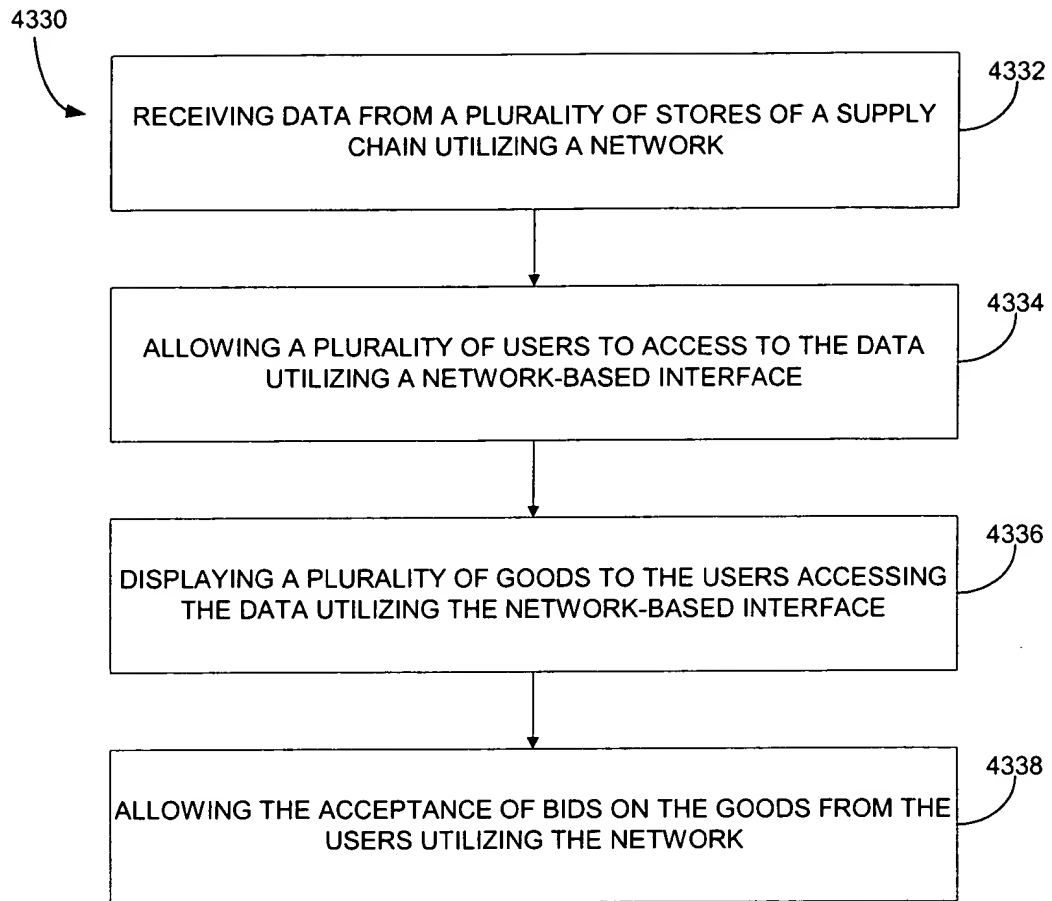 4330
4332
RECEIVING DATA FROM A PLURALITY OF STORES OF A SUPPLY
CHAIN UTILIZING A NETWORK
4334
ALLOWING A PLURALITY OF USERS TO ACCESS TO THE DATA
UTILIZING A NETWORK-BASED INTERFACE
4336
DISPLAYING A PLURALITY OF GOODS TO THE USERS ACCESSING
THE DATA UTILIZING THE NETWORK-BASED INTERFACE
4338
ALLOWING THE ACCEPTANCE OF BIDS ON THE GOODS FROM THE
USERS UTILIZING THE NETWORK